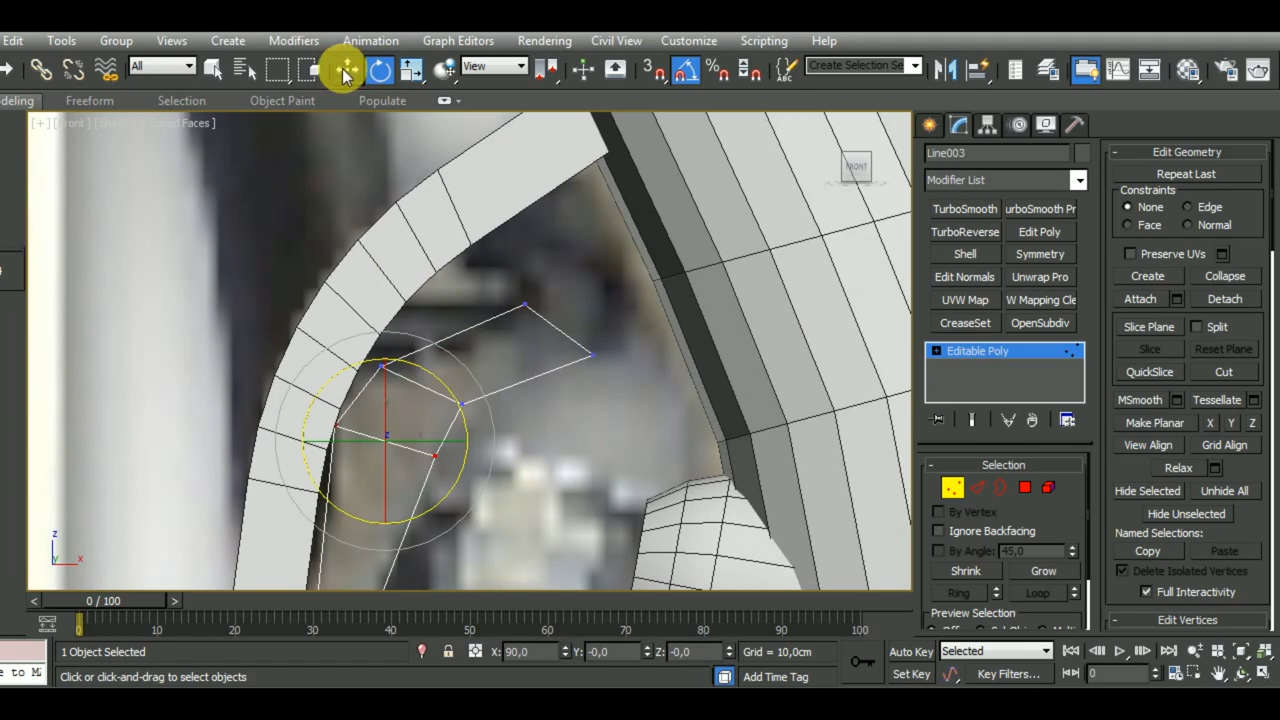 Edit Tools Group Views Create Modifiers Animation Graph Editors Rendering Civil View Customize Scripting Help
All View 3 % ABC Create Selection Se
deling Freeform Selection Object Paint Populate
[+] [Front] [
Faces ]
FRONT
z
z x
y
Line003
Modifier List
TurboSmooth urboSmooth Pr
TurboReverse Edit Poly
Shell Symmetry
Edit Normals Unwrap Pro
UVW Map W Mapping Cle
CreaseSet OpenSubdiv
Editable Poly
- Selection
By Vertex
Ignore Backfacing
By Angle: 45,0
Shrink Grow
Ring Loop
Preview Selection
- Edit Geometry
Repeat Last
Constraints
None Edge
Face Normal
Preserve UVs
Create Collapse
Attach Detach
Slice Plane Split
Slice Reset Plane
QuickSlice Cut
MSmooth Tessellate
Make Planar X Y Z
View Align Grid Align
Relax
Hide Selected Unhide All
Hide Unselected
Named Selections:
Copy Paste
Delete Isolated Vertices
Full Interactivity
- Edit Vertices
< 0 / 100 >
0 10 20 30 40 50 60 70 80 90 100
1 Object Selected X: 90,0 Y: -0,0 Z: -0,0 Grid = 10,0cm Auto Key Selected
e to Mi Click or click-and-drag to select objects Add Time Tag Set Key Key Filters... 0